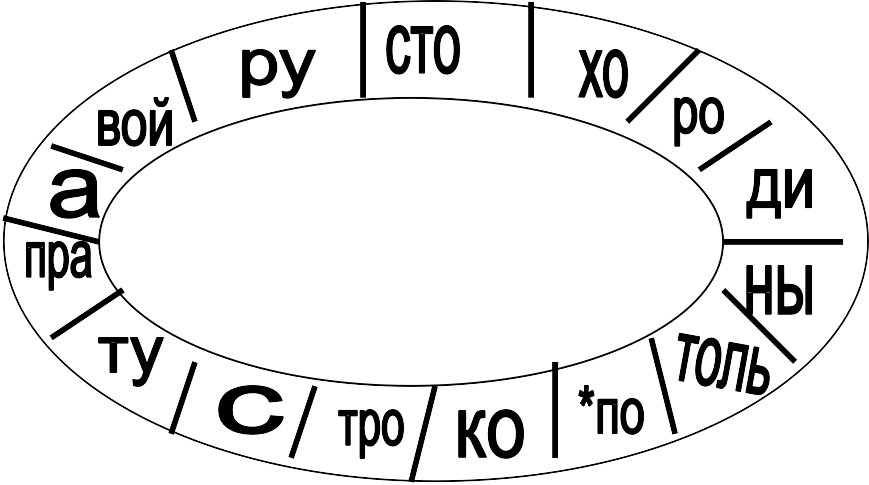 сто
хо
ро
ди
ны
толь
*по
ко
тро
с
ту
пра
а
вой
ру